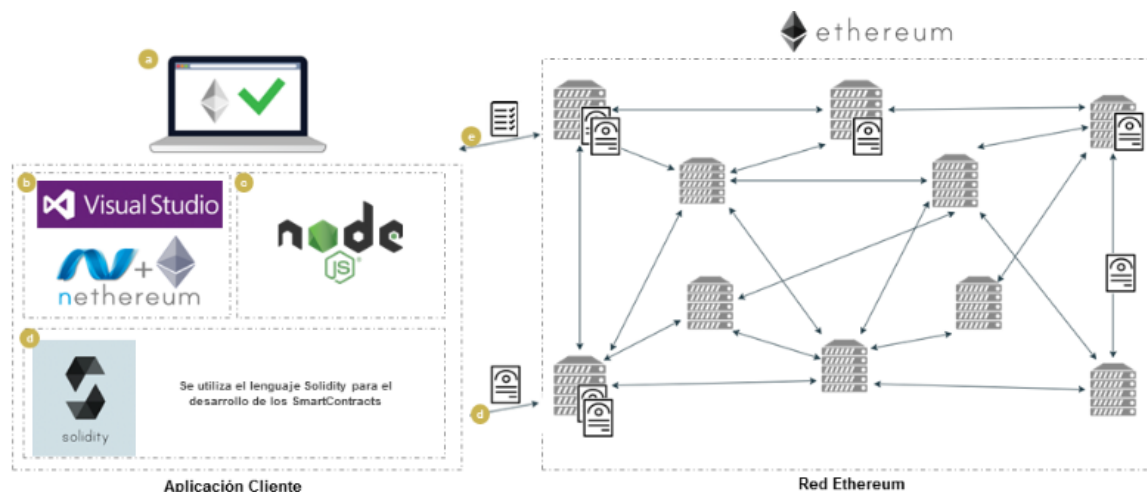 ethereum
a
e
b
Visual Studio
+
nethereum
c
node
JS
d
solidity
Se utiliza el lenguaje Solidity para el
desarrollo de los SmartContracts
d
Aplicación Cliente
Red Ethereum